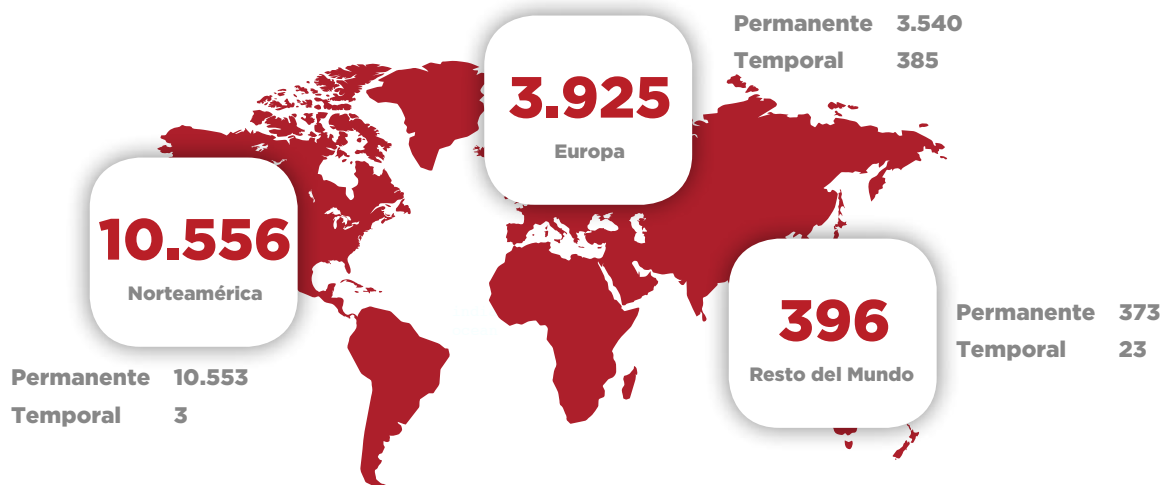 Permanente 3.540
Temporal 385
3.925
Europa
10.556
Norteamérica
Permanente 10.553
Temporal 3
396
Resto del Mundo
Permanente 373
Temporal 23